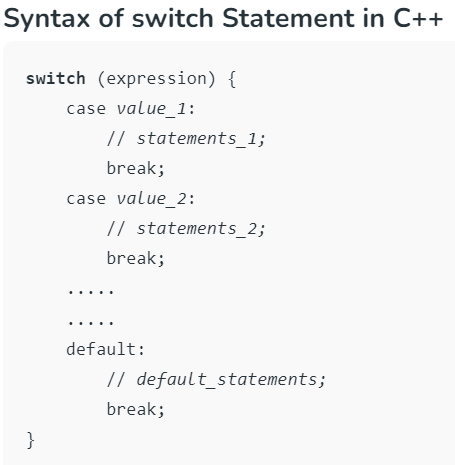 Syntax of switch Statement in C++
switch (expression) {
    case value_1:
        // statements_1;
        break;
    case value_2:
        // statements_2;
        break;
    .....
    .....
    default:
        // default_statements;
        break;
}